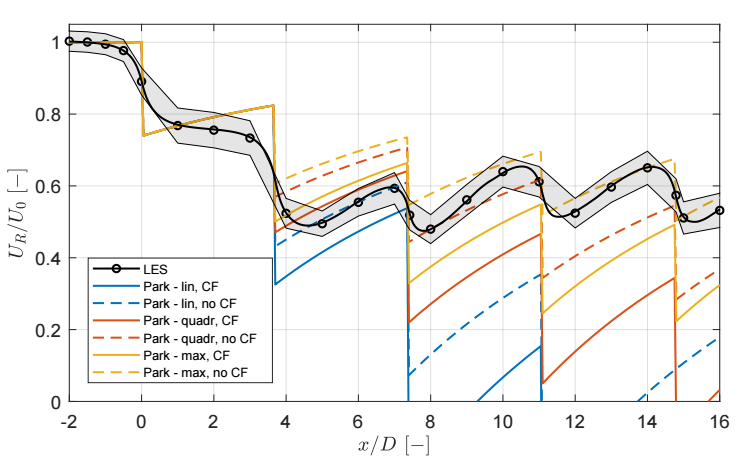 1
0.8
0.6
0.4
0.2
0
U_R/U_0 [−]
LES
Park - lin, CF
Park - lin, no CF
Park - quadr, CF
Park - quadr, no CF
Park - max, CF
Park - max, no CF
-2 0 2 4 6 8 10 12 14 16
x/D [−]